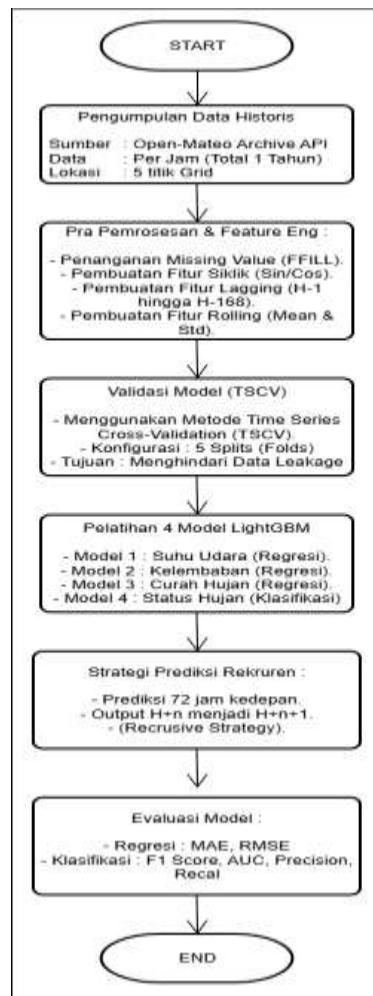 START
Pengumpulan Data Historis
Sumber : Open-Mateo Archive API
Data : Per Jam (Total 1 Tahun)
Lokasi : 5 titik Grid
Pra Pemrosesan & Feature Eng :
- Penanganan Missing Value (FFILL).
- Pembuatan Fitur Siklik (Sin/Cos).
- Pembuatan Fitur Lagging (H-1
hingga H-168).
- Pembuatan Fitur Rolling (Mean &
Std).
Validasi Model (TSCV)
- Menggunakan Metode Time Series
Cross-Validation (TSCV).
- Konfigurasi : 5 Splits (Folds)
- Tujuan : Menghindari Data Leakage
Pelatihan 4 Model LightGBM
- Model 1 : Suhu Udara (Regresi).
- Model 2 : Kelembaban (Regresi).
- Model 3 : Curah Hujan (Regresi).
- Model 4 : Status Hujan (Klasifikasi)
Strategi Prediksi Rekruren :
- Prediksi 72 jam kedepan.
- Output H+n menjadi H+n+1.
- (Recrusive Strategy).
Evaluasi Model :
- Regresi : MAE, RMSE
- Klasifikasi : F1 Score, AUC, Precision,
Recal
END